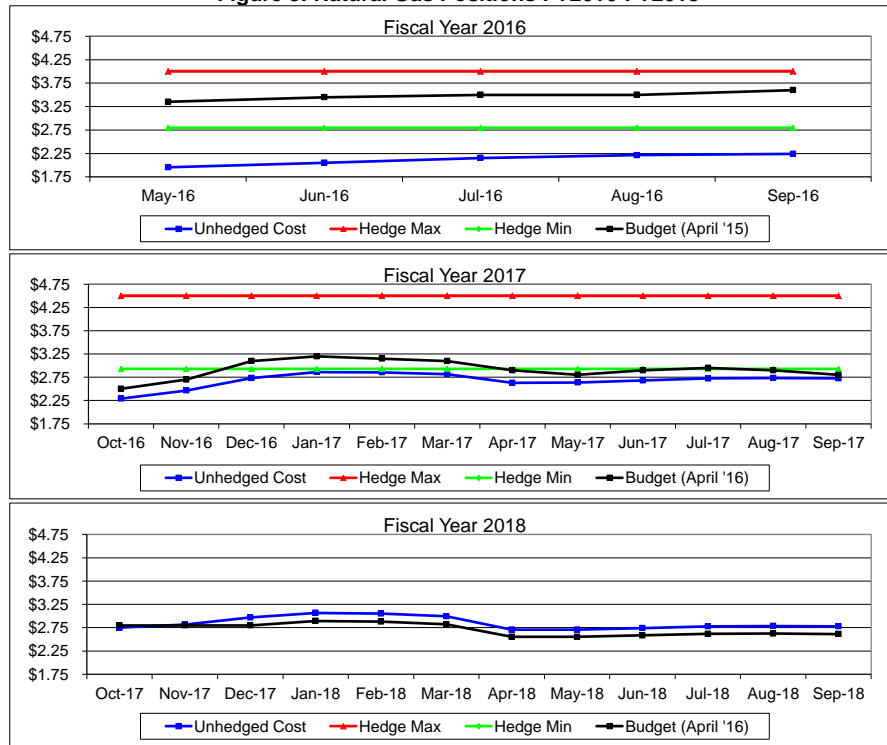 Figure 3. Natural Gas Positions FY2016-FY2018
Fiscal Year 2016
$4.75
$4.25
$3.75
$3.25
$2.75
$2.25
$1.75
May-16 Jun-16 Jul-16 Aug-16 Sep-16
Unhedged Cost Hedge Max Hedge Min Budget (April '15)
Fiscal Year 2017
$4.75
$4.25
$3.75
$3.25
$2.75
$2.25
$1.75
Oct-16 Nov-16 Dec-16 Jan-17 Feb-17 Mar-17 Apr-17 May-17 Jun-17 Jul-17 Aug-17 Sep-17
Unhedged Cost Hedge Max Hedge Min Budget (April '16)
Fiscal Year 2018
$4.75
$4.25
$3.75
$3.25
$2.75
$2.25
$1.75
Oct-17 Nov-17 Dec-17 Jan-18 Feb-18 Mar-18 Apr-18 May-18 Jun-18 Jul-18 Aug-18 Sep-18
Unhedged Cost Hedge Max Hedge Min Budget (April '16)